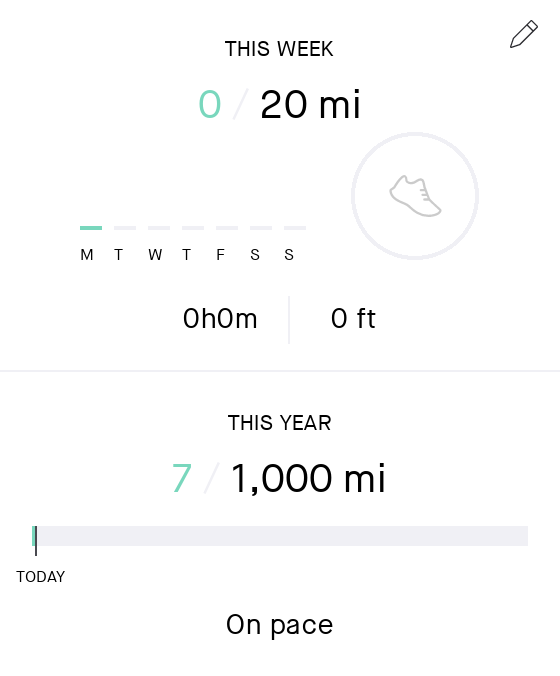 THIS WEEK
0 / 20 mi
M T W T F S S
0h0m 0 ft
THIS YEAR
7 / 1,000 mi
TODAY
On pace